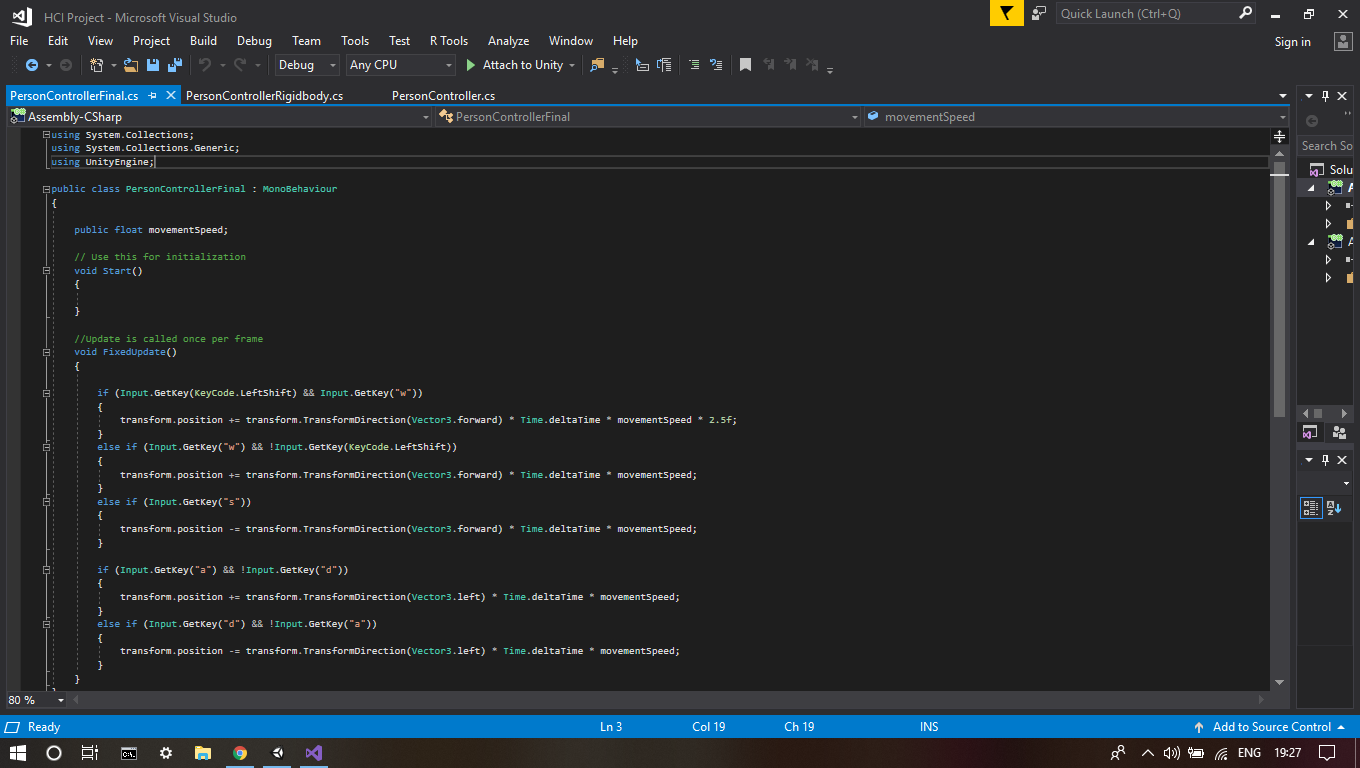 HCI Project - Microsoft Visual Studio
Quick Launch (Ctrl+Q)
File Edit View Project Build Debug Team Tools Test R Tools Analyze Window Help
Sign in
Debug Any CPU Attach to Unity
PersonControllerFinal.cs PersonControllerRigidbody.cs PersonController.cs
Assembly-CSharp PersonControllerFinal movementSpeed
using System.Collections;
using System.Collections.Generic;
using UnityEngine;
public class PersonControllerFinal : MonoBehaviour
{
public float movementSpeed;
// Use this for initialization
void Start()
{
}
//Update is called once per frame
void FixedUpdate()
{
if (Input.GetKey(KeyCode.LeftShift) && Input.GetKey("w"))
{
transform.position += transform.TransformDirection(Vector3.forward) * Time.deltaTime * movementSpeed * 2.5f;
}
else if (Input.GetKey("w") && !Input.GetKey(KeyCode.LeftShift))
{
transform.position += transform.TransformDirection(Vector3.forward) * Time.deltaTime * movementSpeed;
}
else if (Input.GetKey("s"))
{
transform.position -= transform.TransformDirection(Vector3.forward) * Time.deltaTime * movementSpeed;
}
if (Input.GetKey("a") && !Input.GetKey("d"))
{
transform.position += transform.TransformDirection(Vector3.left) * Time.deltaTime * movementSpeed;
}
else if (Input.GetKey("d") && !Input.GetKey("a"))
{
transform.position -= transform.TransformDirection(Vector3.left) * Time.deltaTime * movementSpeed;
}
}
Search So
Solu
A
A
80 %
Ready Ln 3 Col 19 Ch 19 INS Add to Source Control
ENG 19:27